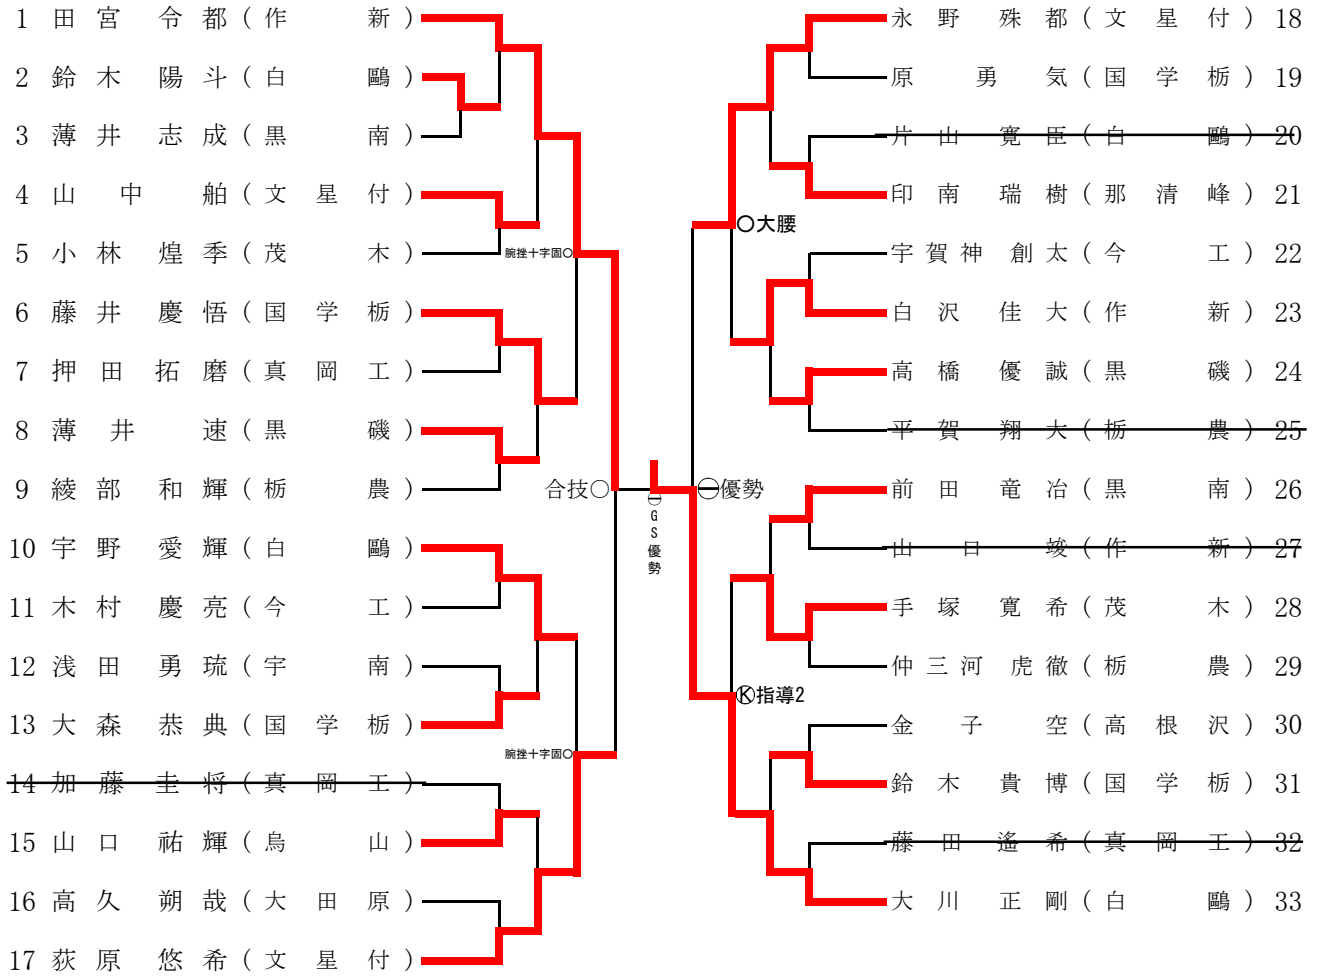 1 田宮 令都 (作 新)
2 鈴木 陽斗 (白 鷗)
3 薄井 志成 (黒 南)
4 山中 舶 (文星付)
5 小林 煌季 (茂 木)
6 藤井 慶悟 (国学栃)
7 押田 拓磨 (真岡工)
8 薄井 速 (黒 磯)
9 綾部 和輝 (栃 農)
10 宇野 愛輝 (白 鷗)
11 木村 慶亮 (今 工)
12 浅田 勇琉 (宇 南)
13 大森 恭典 (国学栃)
14 加藤 圭将 (真岡工)
15 山口 祐輝 (烏 山)
16 高久 朔哉 (大田原)
17 荻原 悠希 (文星付)
腕挫十字固○
合技○
腕挫十字固○
㊀GS優勢
○大腰
㊀優勢
Ⓚ指導2
永野 殊都 (文星付) 18
原 勇気 (国学栃) 19
片山 寛臣 (白 鷗) 20
印南 瑞樹 (那清峰) 21
宇賀神 創太 (今 工) 22
白沢 佳大 (作 新) 23
高橋 優誠 (黒 磯) 24
平賀 翔大 (栃 農) 25
前田 竜冶 (黒 南) 26
山口 竣 (作 新) 27
手塚 寛希 (茂 木) 28
仲三河 虎徹 (栃 農) 29
金子 空 (高根沢) 30
鈴木 貴博 (国学栃) 31
藤田 遙希 (真岡工) 32
大川 正剛 (白 鷗) 33